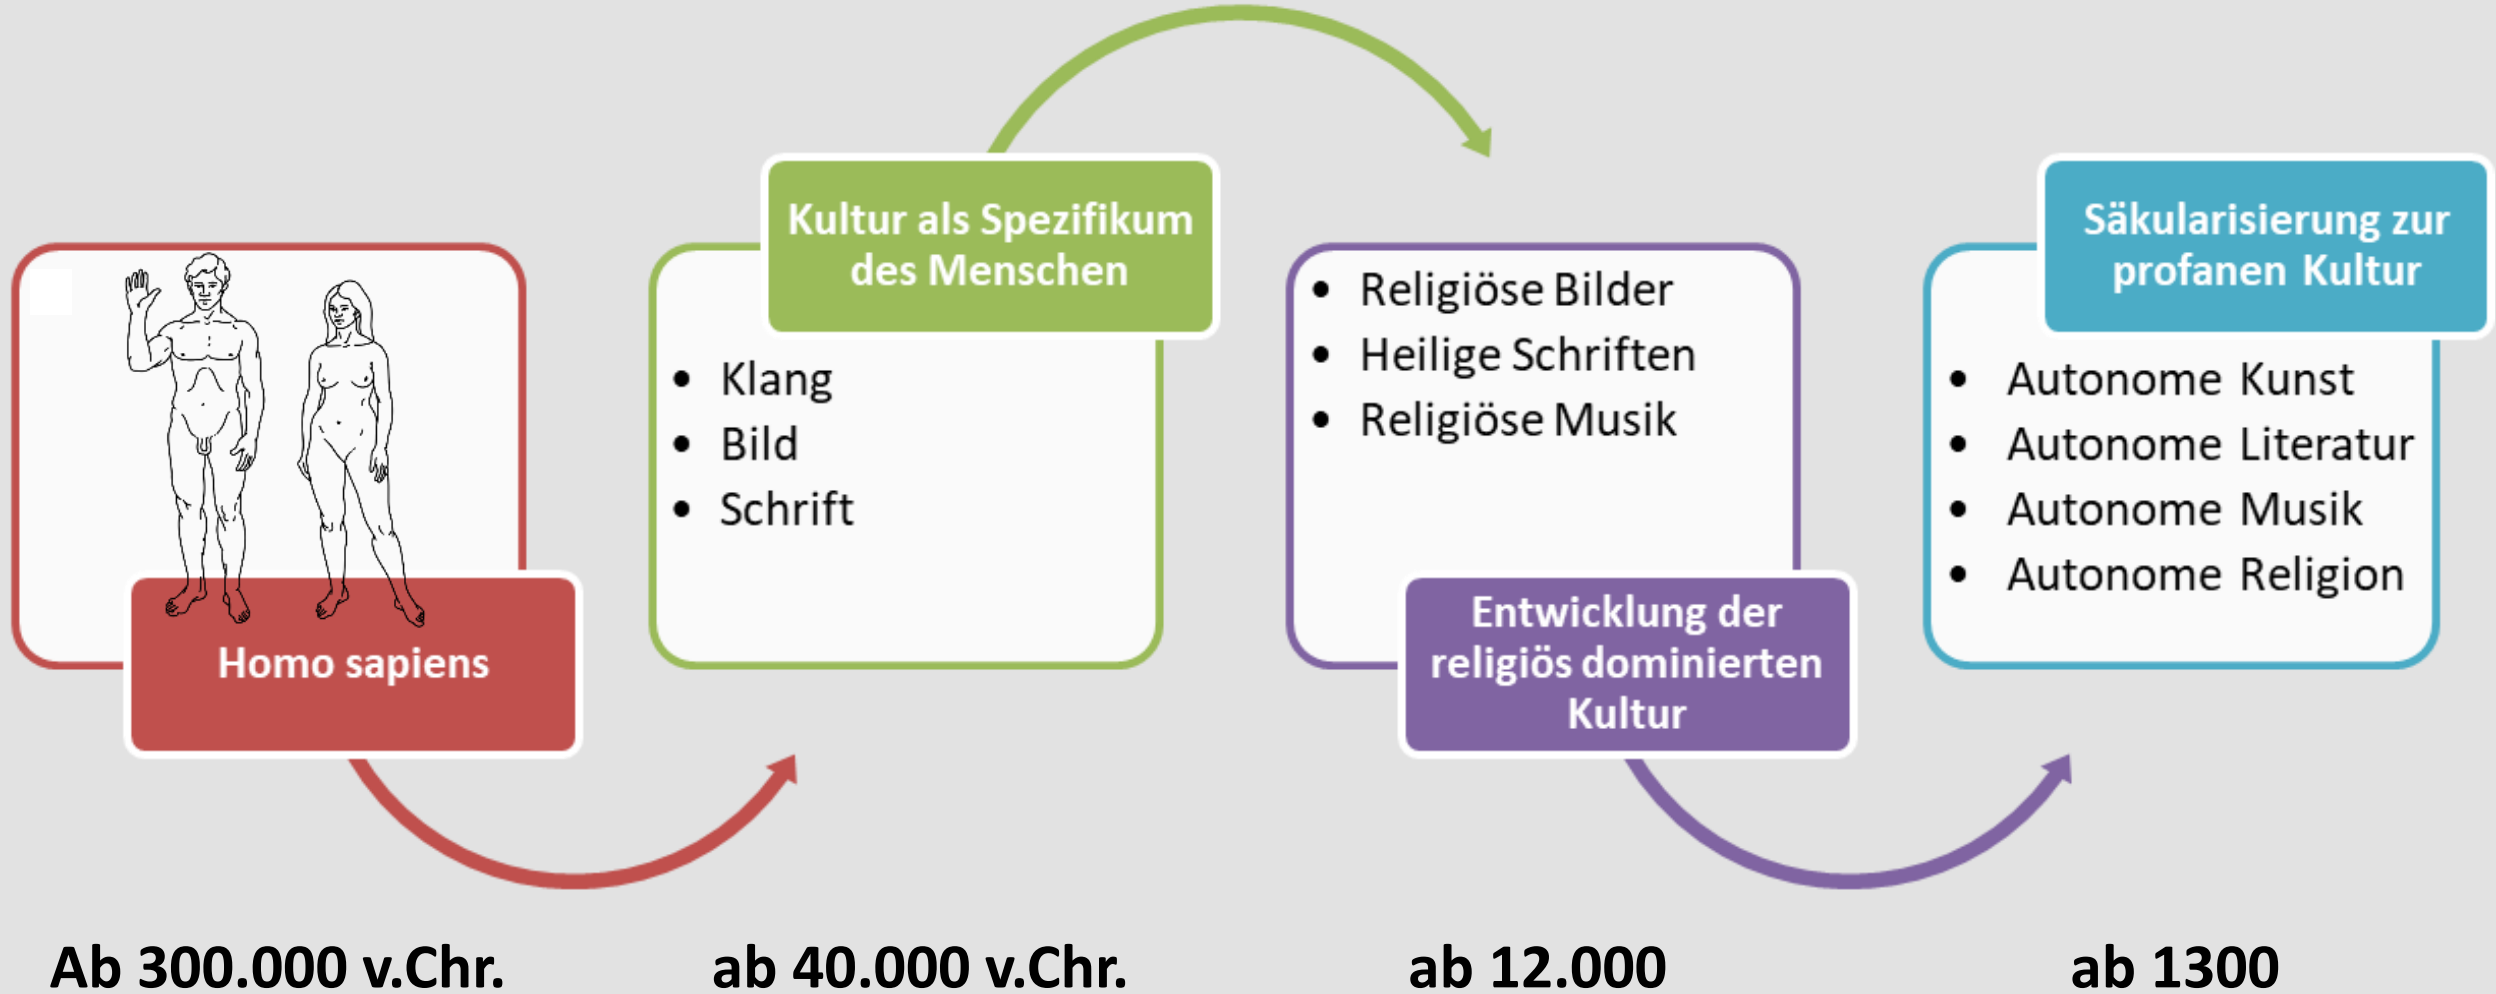 Homo sapiens
Kultur als Spezifikum
des Menschen
• Klang
• Bild
• Schrift
• Religiöse Bilder
• Heilige Schriften
• Religiöse Musik
Entwicklung der
religiös dominierten
Kultur
Säkularisierung zur
profanen Kultur
• Autonome Kunst
• Autonome Literatur
• Autonome Musik
• Autonome Religion
Ab 300.000 v.Chr.
ab 40.000 v.Chr.
ab 12.000
ab 1300